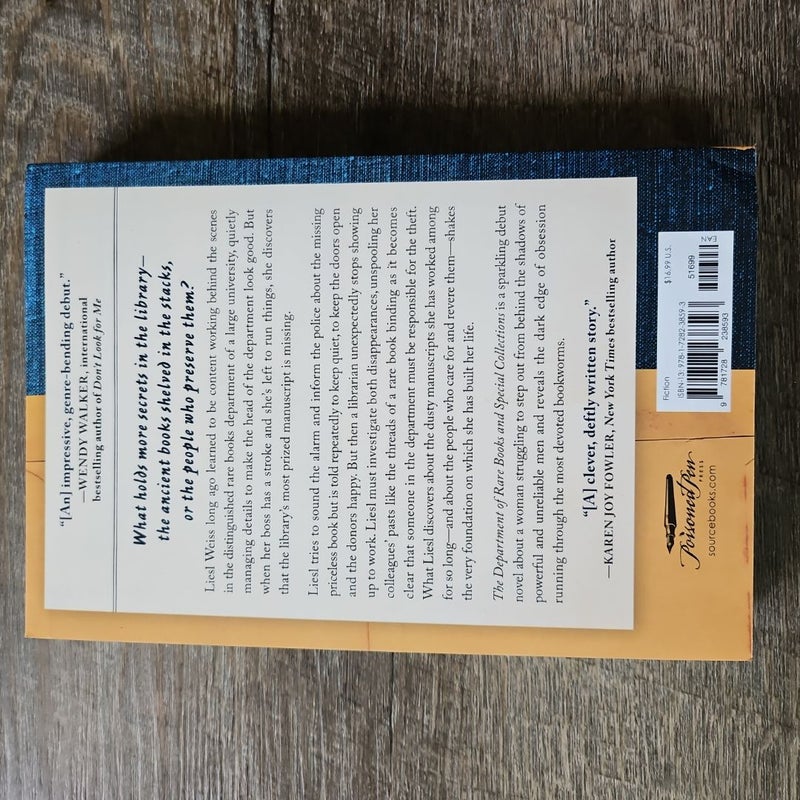 “[An] impressive, genre-bending debut.”
—WENDY WALKER, international
bestselling author of Don't Look for Me
What holds more secrets in the library—
the ancient books shelved in the stacks,
or the people who preserve them?
Liesl Weiss long ago learned to be content working behind the scenes
in the distinguished rare books department of a large university, quietly
managing details to make the head of the department look good. But
when her boss has a stroke and she's left to run things, she discovers
that the library's most prized manuscript is missing.
Liesl tries to sound the alarm and inform the police about the missing
priceless book but is told repeatedly to keep quiet, to keep the doors open
and the donors happy. But then a librarian unexpectedly stops showing
up to work. Liesl must investigate both disappearances, unspooling her
colleagues' pasts like the threads of a rare book binding as it becomes
clear that someone in the department must be responsible for the theft.
What Liesl discovers about the dusty manuscripts she has worked among
for so long—and about the people who care for and revere them—shakes
the very foundation on which she has built her life.
The Department of Rare Books and Special Collections is a sparkling debut
novel about a woman struggling to step out from behind the shadows of
powerful and unreliable men and reveals the dark edge of obsession
running through the most devoted bookworms.
“[A] clever, deftly written story.”
—KAREN JOY FOWLER, New York Times bestselling author
Poisoned Pen
PRESS
sourcebooks.com
Fiction
$16.99 U.S.
ISBN-13: 978-1-7282-3859-3
EAN
51699
9 781728 238593